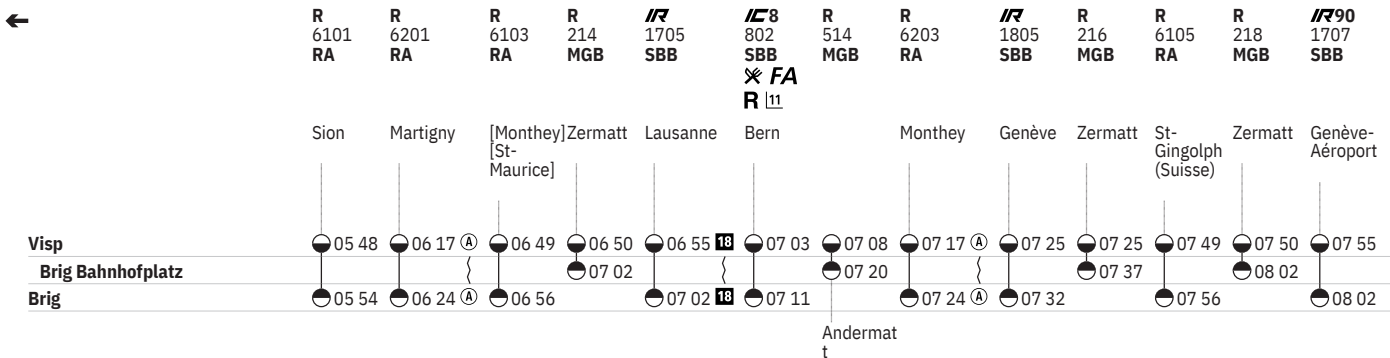 R R R R IR IC8 R R IR R R R IR90
6101 6201 6103 214 1705 802 514 6203 1805 216 6105 218 1707
RA RA RA MGB SBB SBB MGB RA SBB MGB RA MGB SBB
FA
R 11
Sion Martigny [Monthey] Zermatt Lausanne Bern Monthey Genève Zermatt St- Zermatt Genève-
[St- Gingolph Aéroport
Maurice] (Suisse)
Visp 05 48 06 17 A 06 49 06 50 06 55 18 07 03 07 08 07 17 A 07 25 07 25 07 49 07 50 07 55
Brig Bahnhofplatz 07 02 07 20 07 37 08 02
Brig 05 54 06 24 A 06 56 07 02 18 07 11 07 24 A 07 32 07 56 08 02
Andermat
t